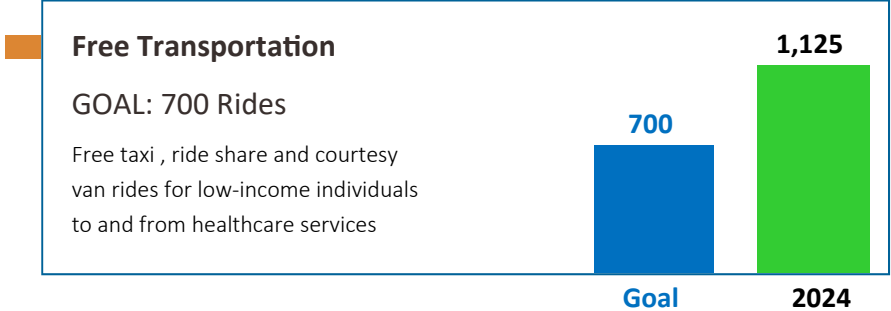 Free Transportation
GOAL: 700 Rides
Free taxi , ride share and courtesy
van rides for low-income individuals
to and from healthcare services
700
1,125
Goal
2024